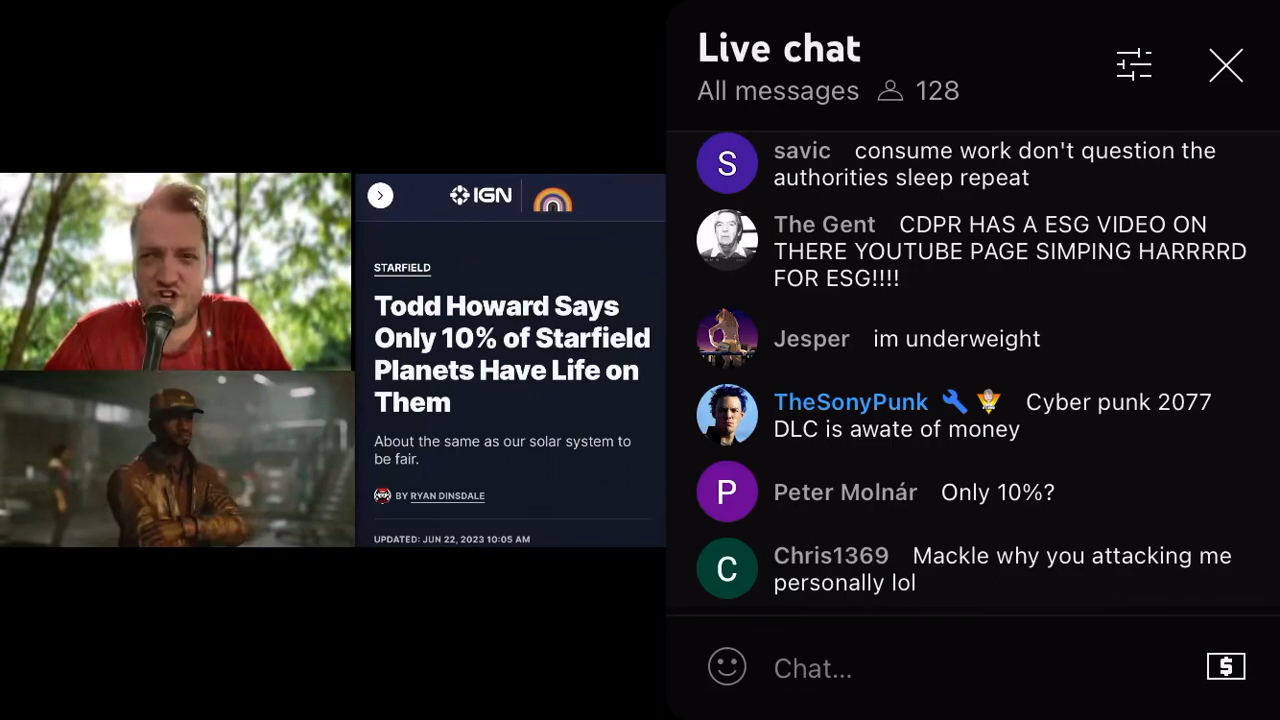 IGN
STARFIELD
Todd Howard Says
Only 10% of Starfield
Planets Have Life on
Them
About the same as our solar system to
be fair.
BY RYAN DINSDALE
UPDATED: JUN 22, 2023 10:05 AM
Live chat
All messages 128
S
savic consume work don't question the
authorities sleep repeat
The Gent CDPR HAS A ESG VIDEO ON
THERE YOUTUBE PAGE SIMPING HARRRRD
FOR ESG!!!!
Jesper im underweight
TheSonyPunk Cyber punk 2077
DLC is awate of money
P
Peter Molnár Only 10%?
C
Chris1369 Mackle why you attacking me
personally lol
Chat...
$